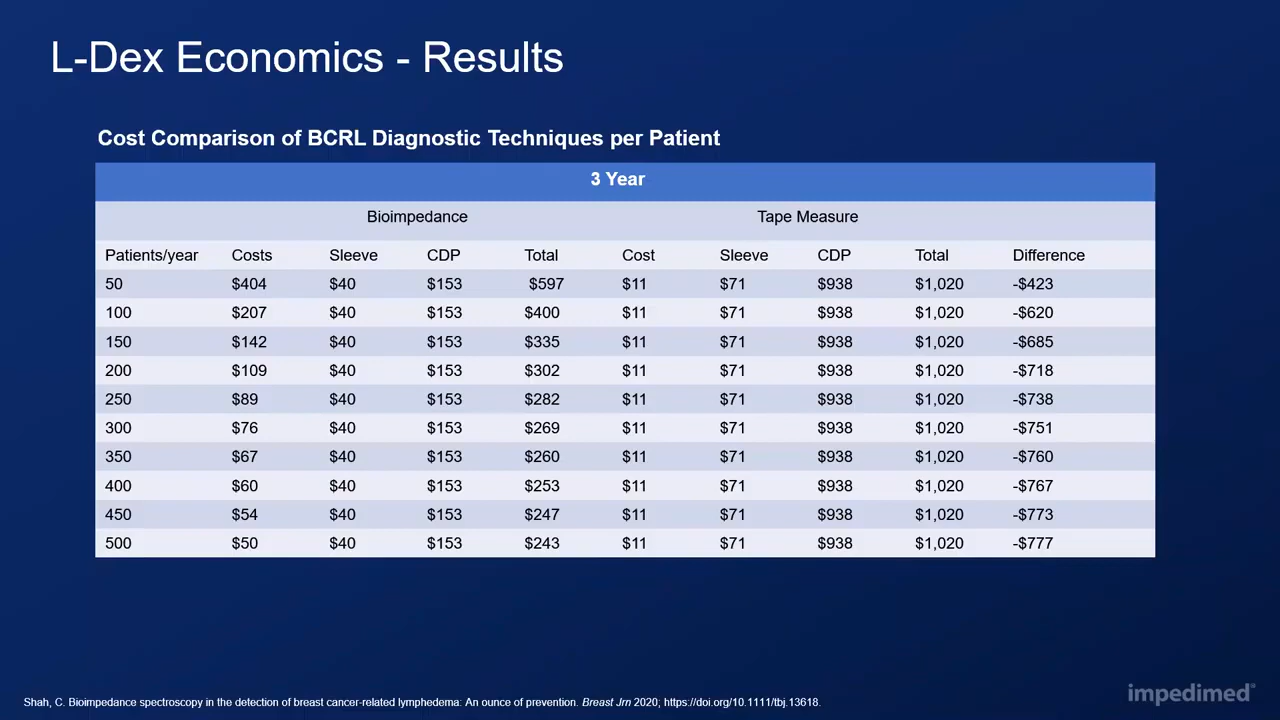 L-Dex Economics - Results
Cost Comparison of BCRL Diagnostic Techniques per Patient
3 Year
Bioimpedance Tape Measure
Patients/year Costs Sleeve CDP Total Cost Sleeve CDP Total Difference
50 $404 $40 $153 $597 $11 $71 $938 $1,020 -$423
100 $207 $40 $153 $400 $11 $71 $938 $1,020 -$620
150 $142 $40 $153 $335 $11 $71 $938 $1,020 -$685
200 $109 $40 $153 $302 $11 $71 $938 $1,020 -$718
250 $89 $40 $153 $282 $11 $71 $938 $1,020 -$738
300 $76 $40 $153 $269 $11 $71 $938 $1,020 -$751
350 $67 $40 $153 $260 $11 $71 $938 $1,020 -$760
400 $60 $40 $153 $253 $11 $71 $938 $1,020 -$767
450 $54 $40 $153 $247 $11 $71 $938 $1,020 -$773
500 $50 $40 $153 $243 $11 $71 $938 $1,020 -$777
Shah, C. Bioimpedance spectroscopy in the detection of breast cancer-related lymphedema: An ounce of prevention. Breast Jrn 2020; https://doi.org/10.1111/tbj.13618.
impedimed®